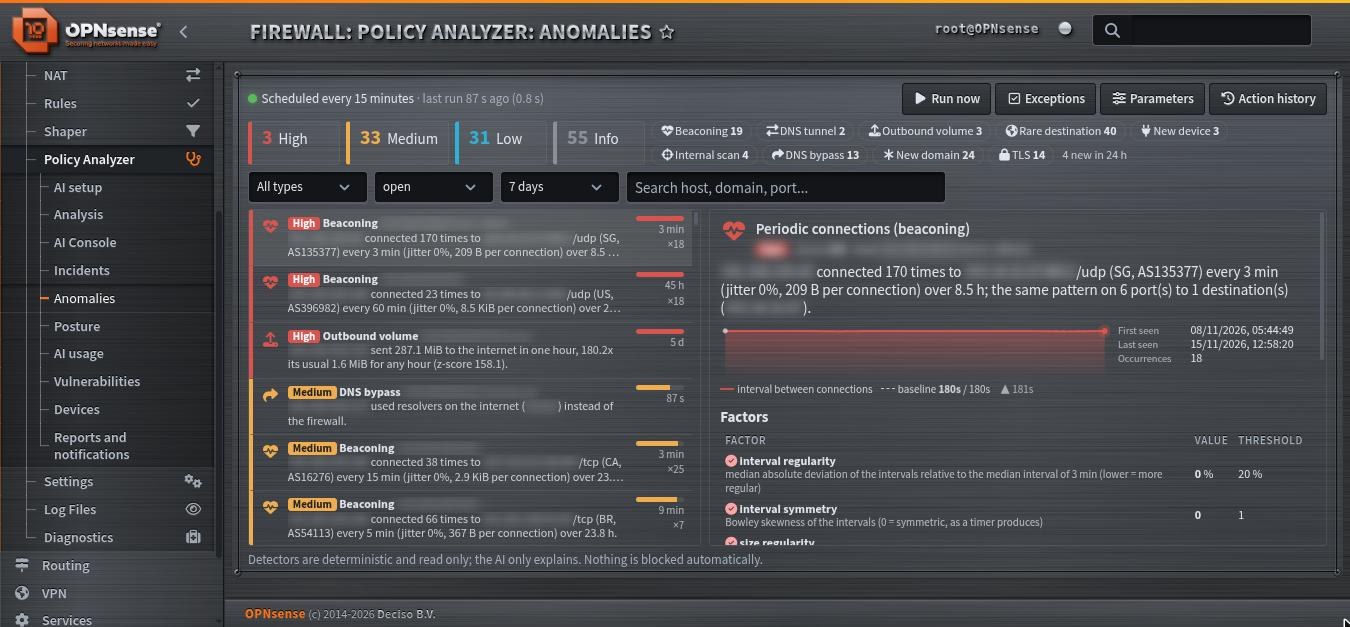 OPNsense
Securing networks made easy
FIREWALL: POLICY ANALYZER: ANOMALIES
root@OPNsense
NAT
Rules
Shaper
Policy Analyzer
AI setup
Analysis
AI Console
Incidents
Anomalies
Posture
AI usage
Vulnerabilities
Devices
Reports and
notifications
Settings
Log Files
Diagnostics
Routing
VPN
Services
Scheduled every 15 minutes · last run 87 s ago (0.8 s)
Run now
Exceptions
Parameters
Action history
3 High
33 Medium
31 Low
55 Info
Beaconing 19
DNS tunnel 2
Outbound volume 3
Rare destination 40
New device 3
Internal scan 4
DNS bypass 13
New domain 24
TLS 14
4 new in 24 h
All types
open
7 days
Search host, domain, port...
High Beaconing
3 min
connected 170 times to /udp (SG,
×18
AS135377) every 3 min (jitter 0%, 209 B per connection) over 8.5 ...
High Beaconing
45 h
connected 23 times to /udp (US,
×18
AS396982) every 60 min (jitter 0%, 8.5 KiB per connection) over 2...
High Outbound volume
5 d
sent 287.1 MiB to the internet in one hour, 180.2x
its usual 1.6 MiB for any hour (z-score 158.1).
Medium DNS bypass
87 s
used resolvers on the internet ( ) instead of
the firewall.
Medium Beaconing
3 min
connected 38 times to /tcp (CA,
×25
AS16276) every 15 min (jitter 0%, 2.9 KiB per connection) over 23....
Medium Beaconing
9 min
connected 66 times to /tcp (BR,
×7
AS54113) every 5 min (jitter 0%, 367 B per connection) over 23.8 h.
Periodic connections (beaconing)
connected 170 times to /udp (SG, AS135377) every 3 min
(jitter 0%, 209 B per connection) over 8.5 h; the same pattern on 6 port(s) to 1 destination(s)
( ).
First seen 08/11/2026, 05:44:49
Last seen 15/11/2026, 12:58:20
Occurrences 18
interval between connections --- baseline 180s / 180s ▲ 181s
Factors
FACTOR VALUE THRESHOLD
interval regularity
median absolute deviation of the intervals relative to the median interval of 3 min (lower = more
regular)
0 % 20 %
interval symmetry
Bowley skewness of the intervals (0 = symmetric, as a timer produces)
0 1
size regularity
Detectors are deterministic and read only; the AI only explains. Nothing is blocked automatically.
OPNsense (c) 2014-2026 Deciso B.V.